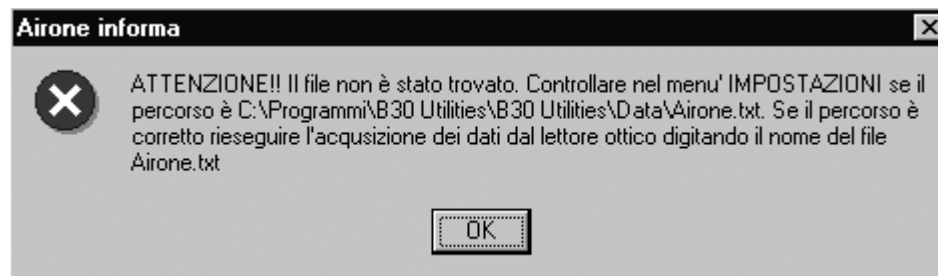 Airone informa
ATTENZIONE!! Il file non è stato trovato. Controllare nel menu' IMPOSTAZIONI se il
percorso è C:\Programmi\B30 Utilities\B30 Utilities\Data\Airone.txt. Se il percorso è
corretto rieseguire l'acqusizione dei dati dal lettore ottico digitando il nome del file
Airone.txt
OK